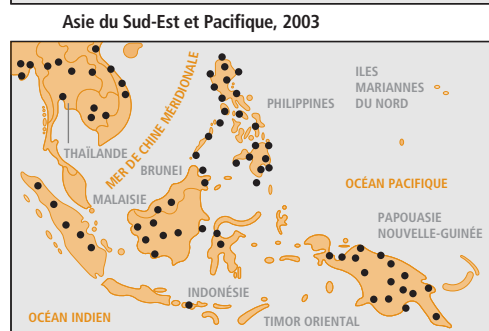 Asie du Sud-Est et Pacifique, 2003
ILES
MARIANNES
DU NORD
MER DE CHINE MÉRIDIONALE
PHILIPPINES
THAÏLANDE
BRUNEI
MALAISIE
OCÉAN PACIFIQUE
PAPOUASIE
NOUVELLE-GUINÉE
INDONÉSIE
OCÉAN INDIEN
TIMOR ORIENTAL